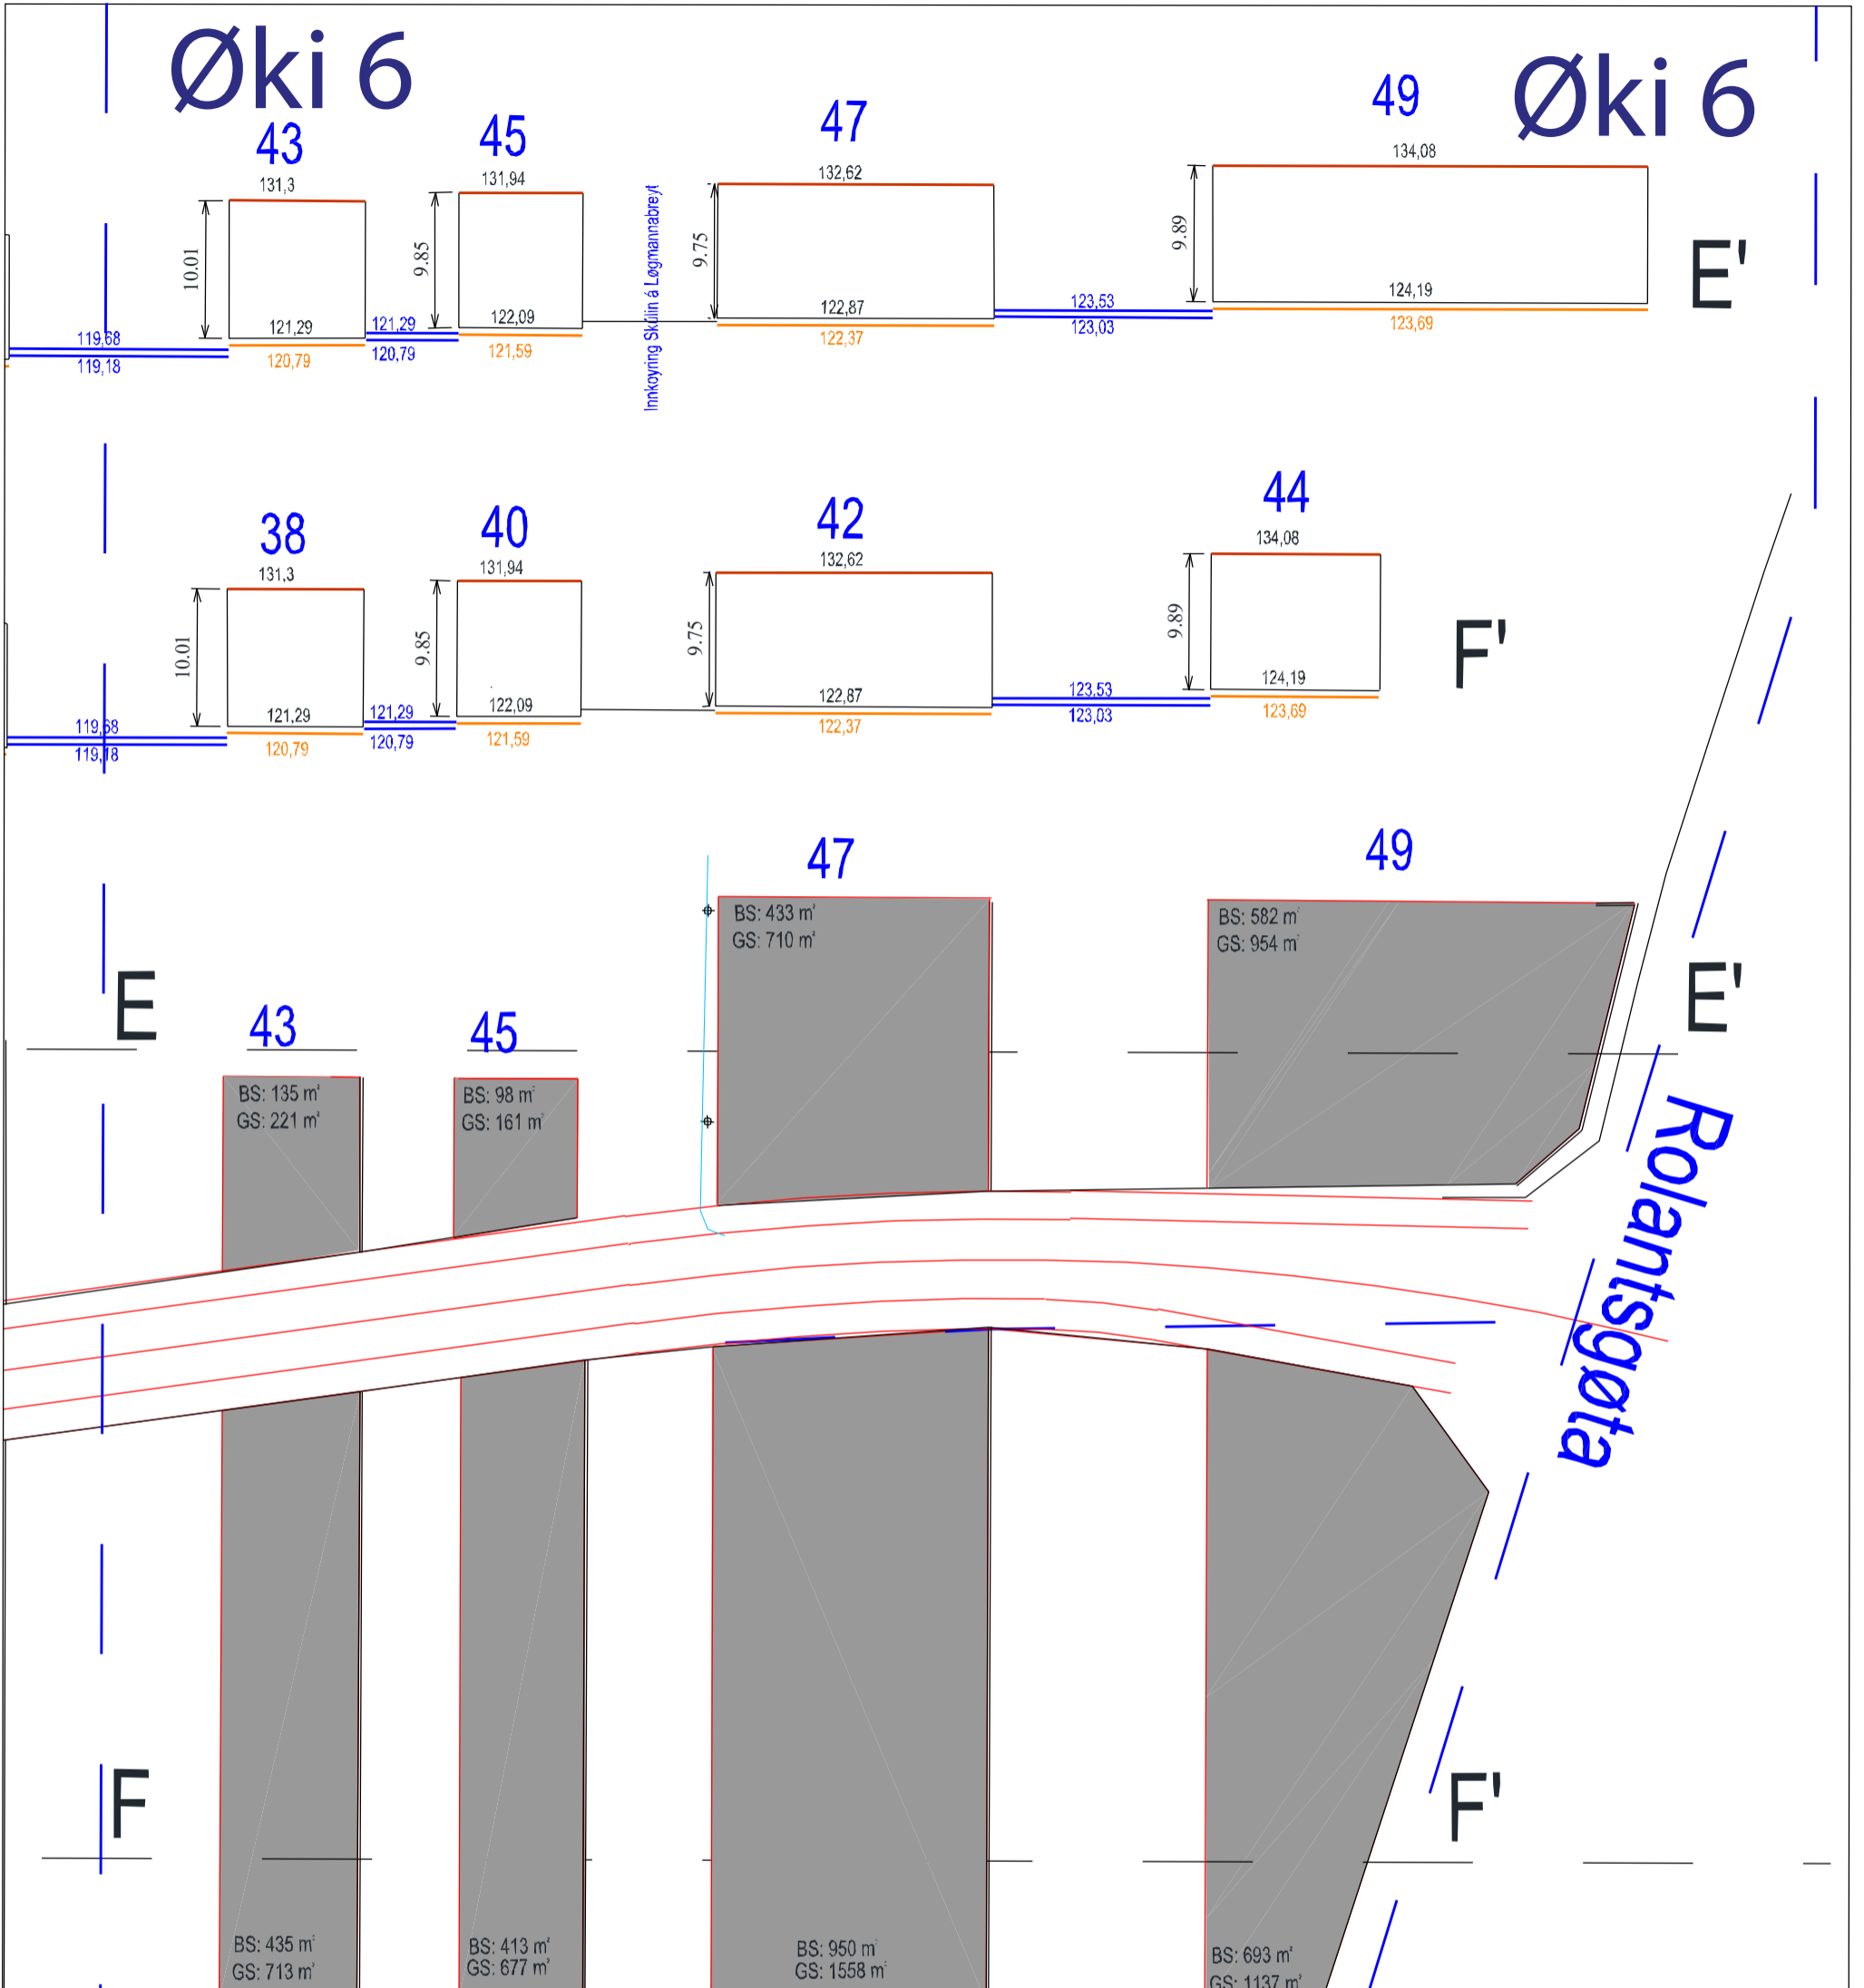 Øki 6
Øki 6
43
45
47
49
131,3
131,94
132,62
134,08
10.01
9.85
9.75
9.89
Innkoyring Skúlin á Løgmannabreyt
E'
121,29
122,09
122,87
124,19
119,68
121,29
123,53
119,18
120,79
120,79
121,59
122,37
123,03
123,69
38
40
42
44
131,3
131,94
132,62
134,08
10.01
9.85
9.75
9.89
F'
121,29
122,09
122,87
124,19
119,68
121,29
123,53
119,18
120,79
120,79
121,59
122,37
123,03
123,69
47
49
BS: 433 m²
GS: 710 m²
BS: 582 m²
GS: 954 m²
E
E'
43
45
BS: 135 m²
GS: 221 m²
BS: 98 m²
GS: 161 m²
Rolantsgøta
F
F'
BS: 435 m²
GS: 713 m²
BS: 413 m²
GS: 677 m²
BS: 950 m²
GS: 1558 m²
BS: 693 m²
GS: 1137 m²